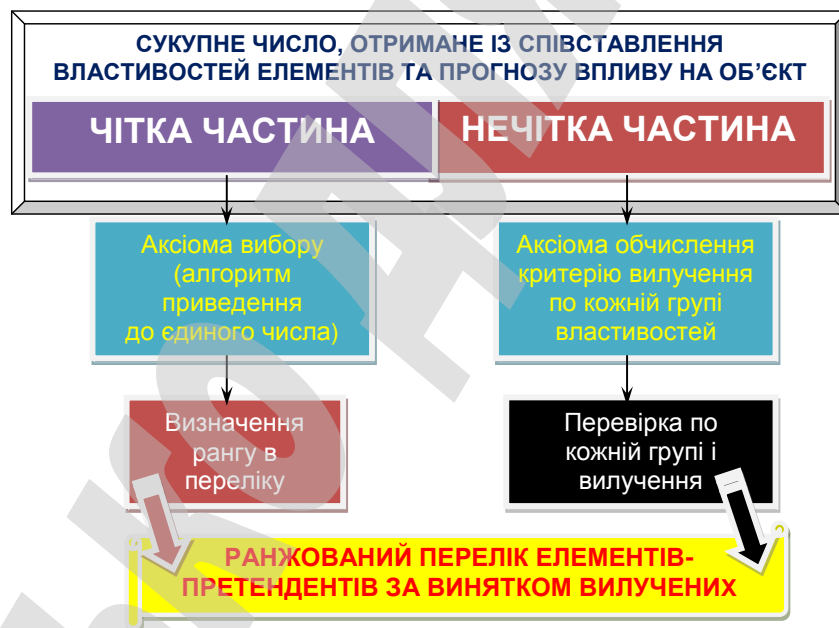 СУКУПНЕ ЧИСЛО, ОТРИМАНЕ ІЗ СПІВСТАВЛЕННЯ
ВЛАСТИВОСТЕЙ ЕЛЕМЕНТІВ ТА ПРОГНОЗУ ВПЛИВУ НА ОБ’ЄКТ
ЧІТКА ЧАСТИНА
НЕЧІТКА ЧАСТИНА
Аксіома вибору
(алгоритм
приведення
до єдиного числа)
Аксіома обчислення
критерію вилучення
по кожній групі
властивостей
Визначення
рангу в
переліку
Перевірка по
кожній групі і
вилучення
РАНЖОВАНИЙ ПЕРЕЛІК ЕЛЕМЕНТІВ-
ПРЕТЕНДЕНТІВ ЗА ВИНЯТКОМ ВИЛУЧЕНИХ